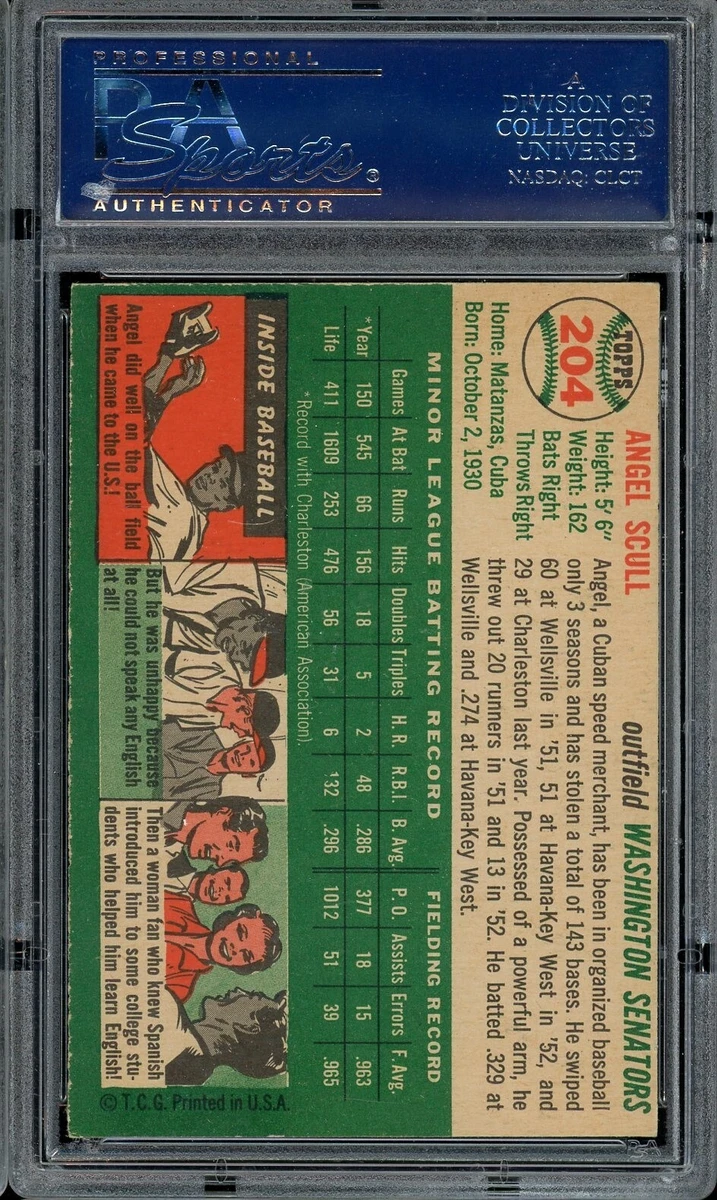 PROFESSIONAL
PSA
Sports®
AUTHENTICATOR
A
DIVISION OF
COLLECTORS
UNIVERSE
NASDAQ: CLCT
TOPPS
204
ANGEL SCULL
outfield WASHINGTON SENATORS
Height: 5' 6"
Weight: 162
Bats Right
Throws Right
Home: Matanzas, Cuba
Born: October 2, 1930
Angel, a Cuban speed merchant, has been in organized baseball
only 3 seasons and has stolen a total of 143 bases. He swiped
60 at Wellsville in '51, 51 at Havana-Key West in '52, and
29 at Charleston last year. Possessed of a powerful arm, he
threw out 20 runners in '51 and 13 in '52. He batted .329 at
Wellsville and .274 at Havana-Key West.
MINOR LEAGUE BATTING RECORD FIELDING RECORD
Games At Bat Runs Hits Doubles Triples H. R. R.B.I. B. Avg. P. O. Assists Errors F. Avg.
*Year 150 545 66 156 18 5 2 48 .286 377 18 15 .963
Life 411 1609 253 476 56 31 6 132 .296 1012 51 39 .965
*Record with Charleston (American Association).
INSIDE BASEBALL
Angel did well on the ball field
when he came to the U.S.!
But he was unhappy because
he could not speak any English
at all!
Then a woman fan who knew Spanish
introduced him to some college stu-
dents who helped him learn English!
© T.C.G. Printed in U.S.A.
PSA